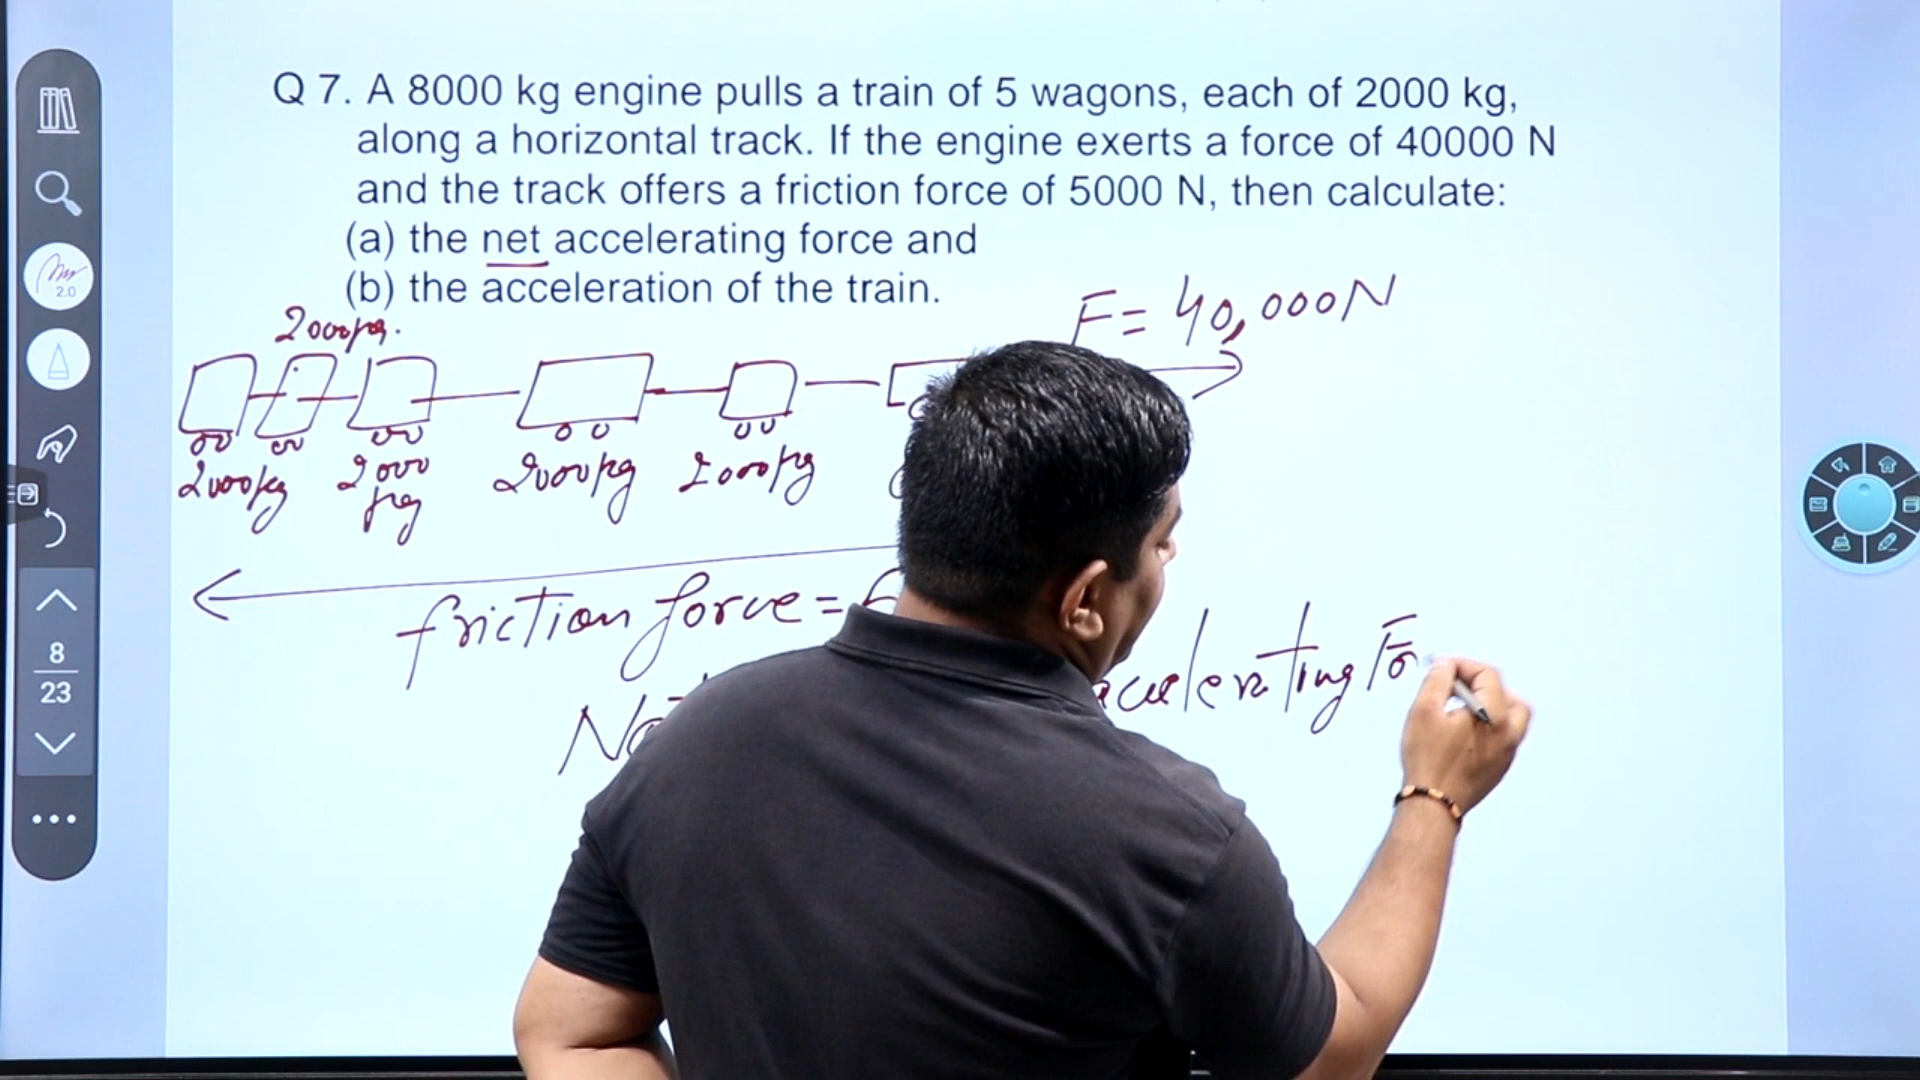 Q 7. A 8000 kg engine pulls a train of 5 wagons, each of 2000 kg,
along a horizontal track. If the engine exerts a force of 40000 N
and the track offers a friction force of 5000 N, then calculate:
(a) the net accelerating force and
(b) the acceleration of the train.
2000kg.
F = 40,000N
2000kg 2000 kg 2000kg 2000kg
friction force =
accelerating Fo
2.0
8
23